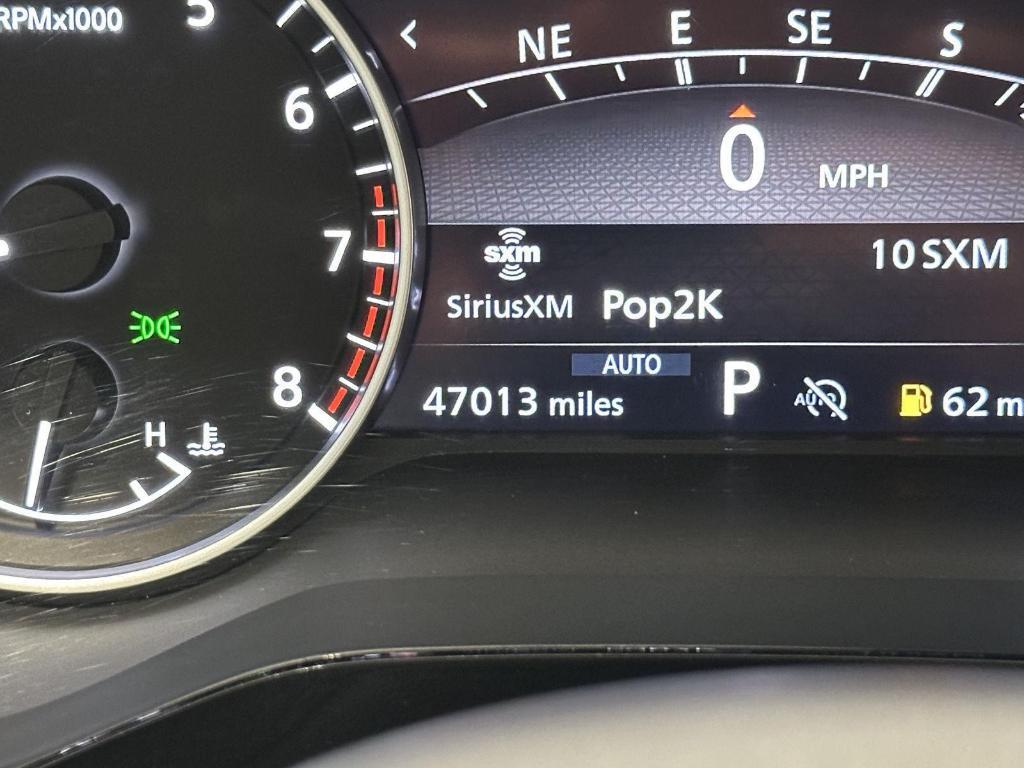 RPMx1000
5
6
7
8
H
<
NE E SE S
0 MPH
sxm
10 SXM
SiriusXM Pop2K
AUTO
47013 miles
P
AUTO
62 m